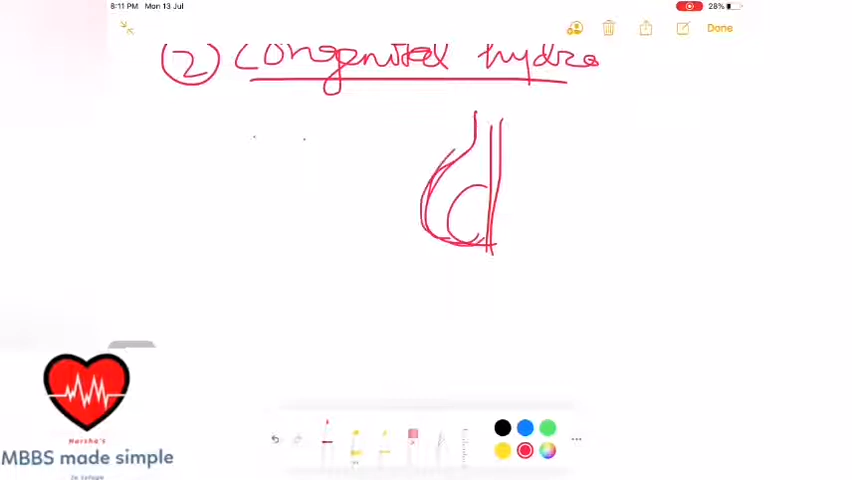 8:11 PM Mon 13 Jul
28%
Done
2 Congenital hydro
Harsha's
MBBS made simple